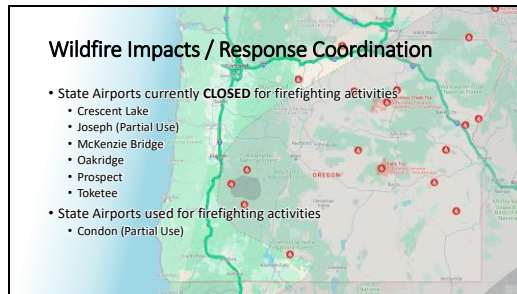 Wildfire Impacts / Response Coordination
• State Airports currently CLOSED for firefighting activities
• Crescent Lake
• Joseph (Partial Use)
• McKenzie Bridge
• Oakridge
• Prospect
• Toketee
• State Airports used for firefighting activities
• Condon (Partial Use)
OREGON